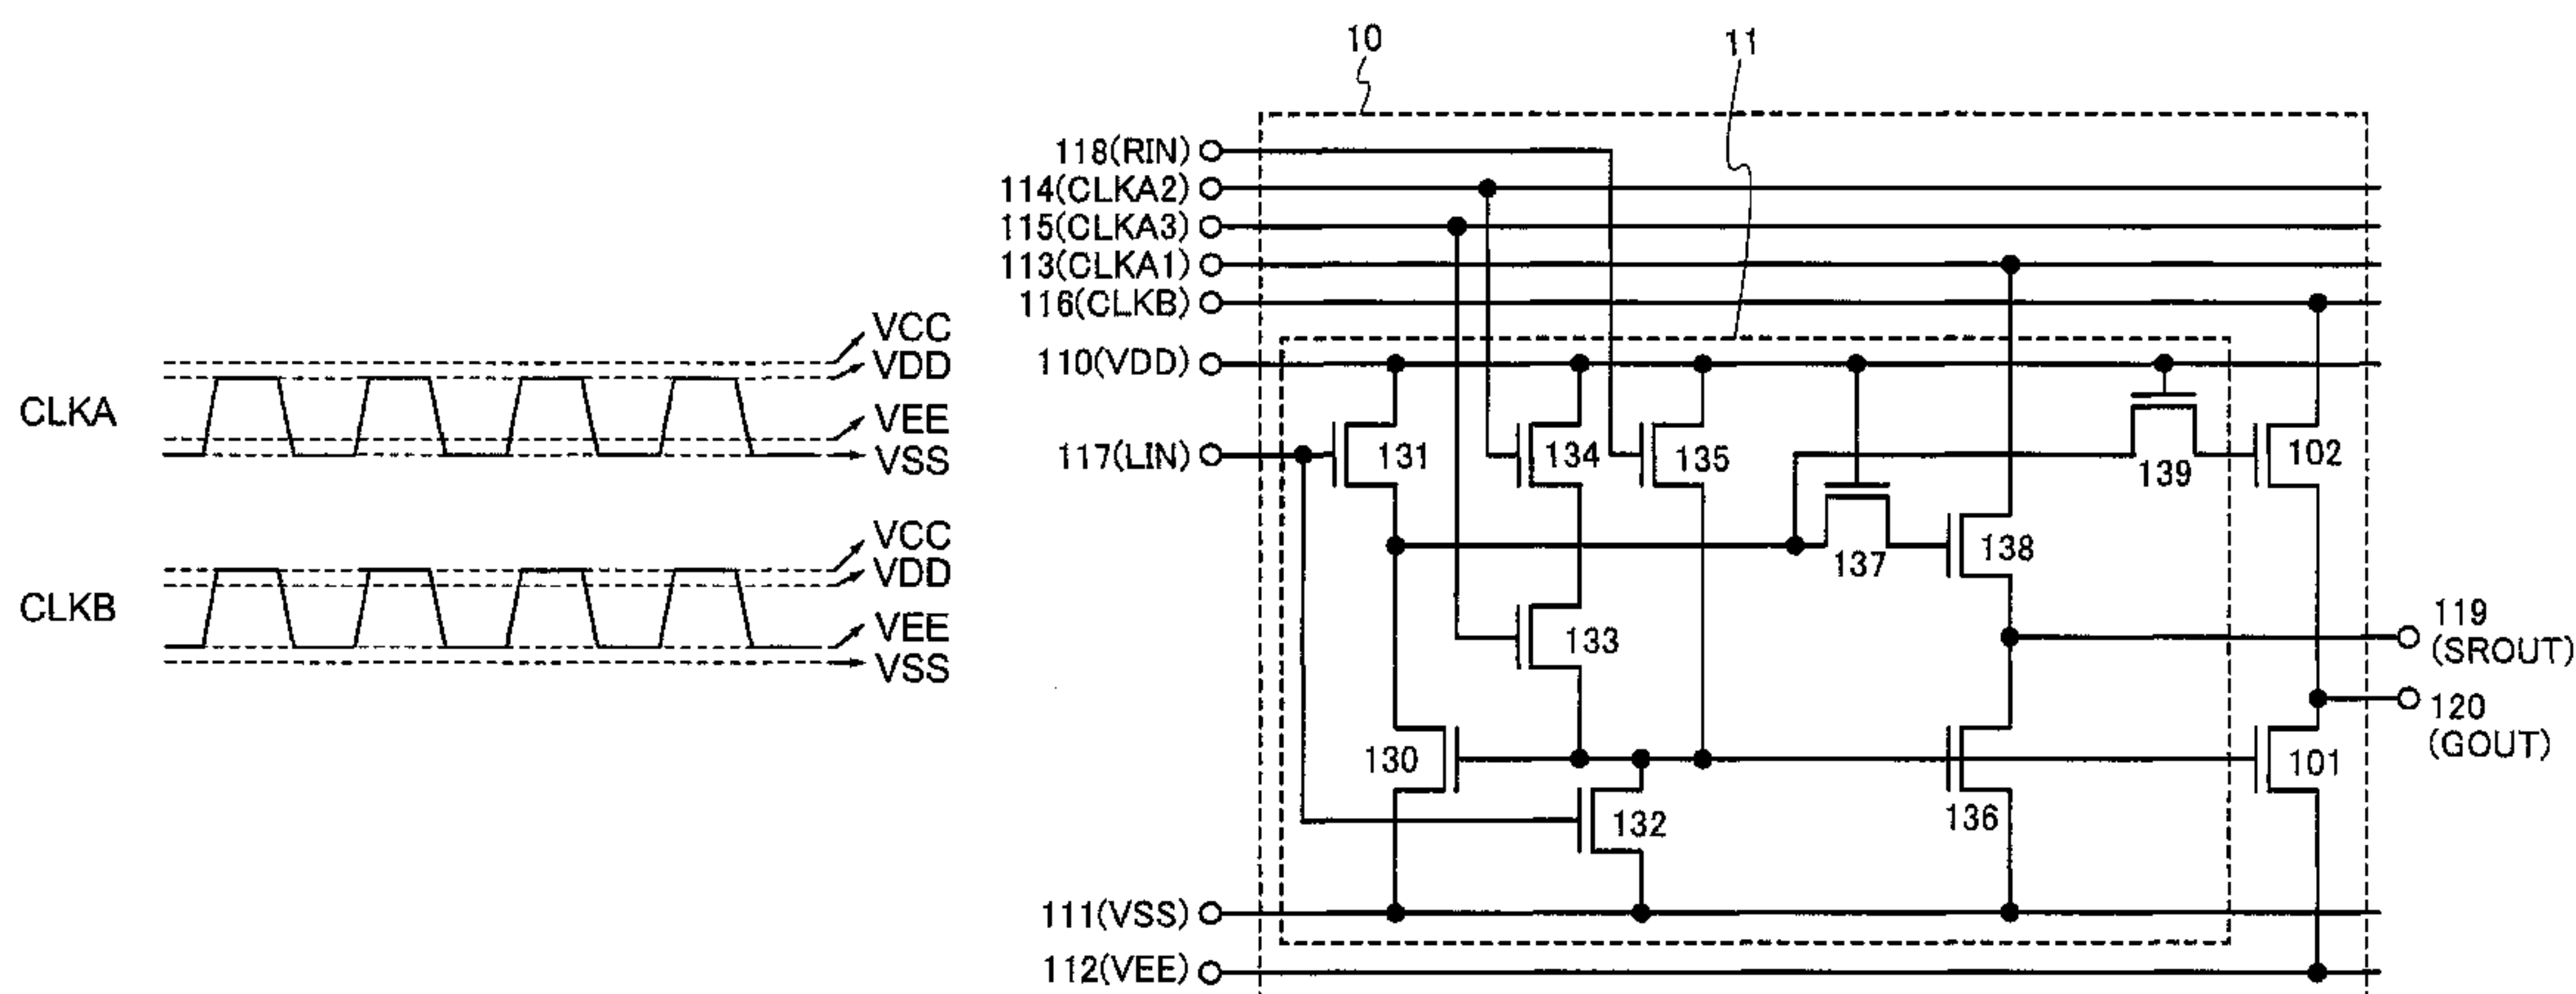 CLKA
VCC
VDD
VEE
VSS
CLKB
VCC
VDD
VEE
VSS
10
11
118(RIN)
114(CLKA2)
115(CLKA3)
113(CLKA1)
116(CLKB)
110(VDD)
117(LIN)
131
134
135
139
102
137
138
133
119
(SROUT)
120
(GOUT)
130
132
136
101
111(VSS)
112(VEE)